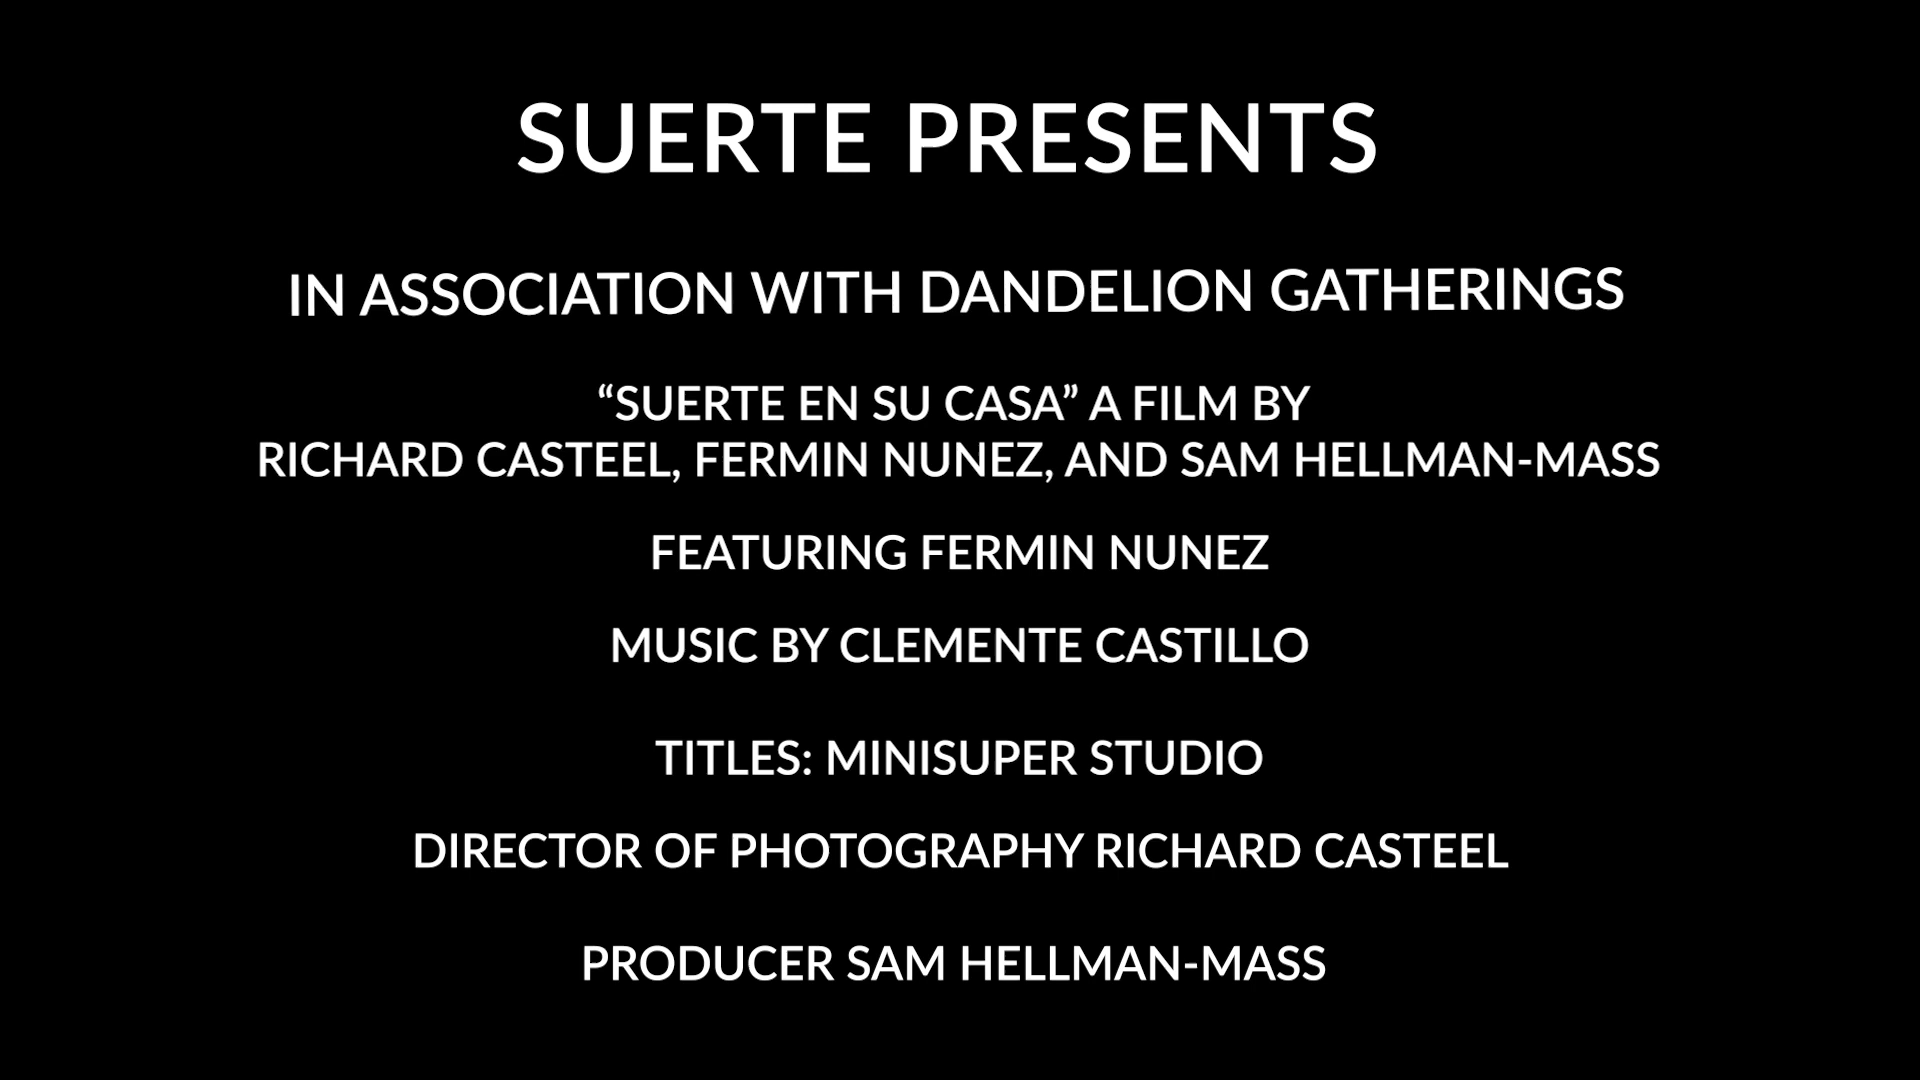 SUERTE PRESENTS
IN ASSOCIATION WITH DANDELION GATHERINGS
“SUERTE EN SU CASA” A FILM BY
RICHARD CASTEEL, FERMIN NUNEZ, AND SAM HELLMAN-MASS
FEATURING FERMIN NUNEZ
MUSIC BY CLEMENTE CASTILLO
TITLES: MINISUPER STUDIO
DIRECTOR OF PHOTOGRAPHY RICHARD CASTEEL
PRODUCER SAM HELLMAN-MASS